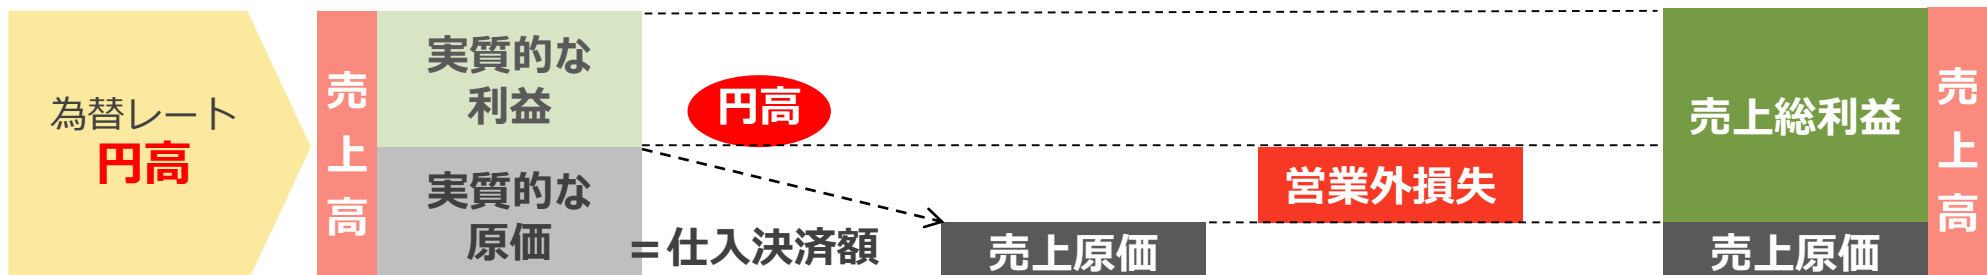 為替レート
円高
売上高
実質的な
利益
実質的な
原価
＝仕入決済額
円高
売上原価
営業外損失
売上総利益
売上原価
売上高